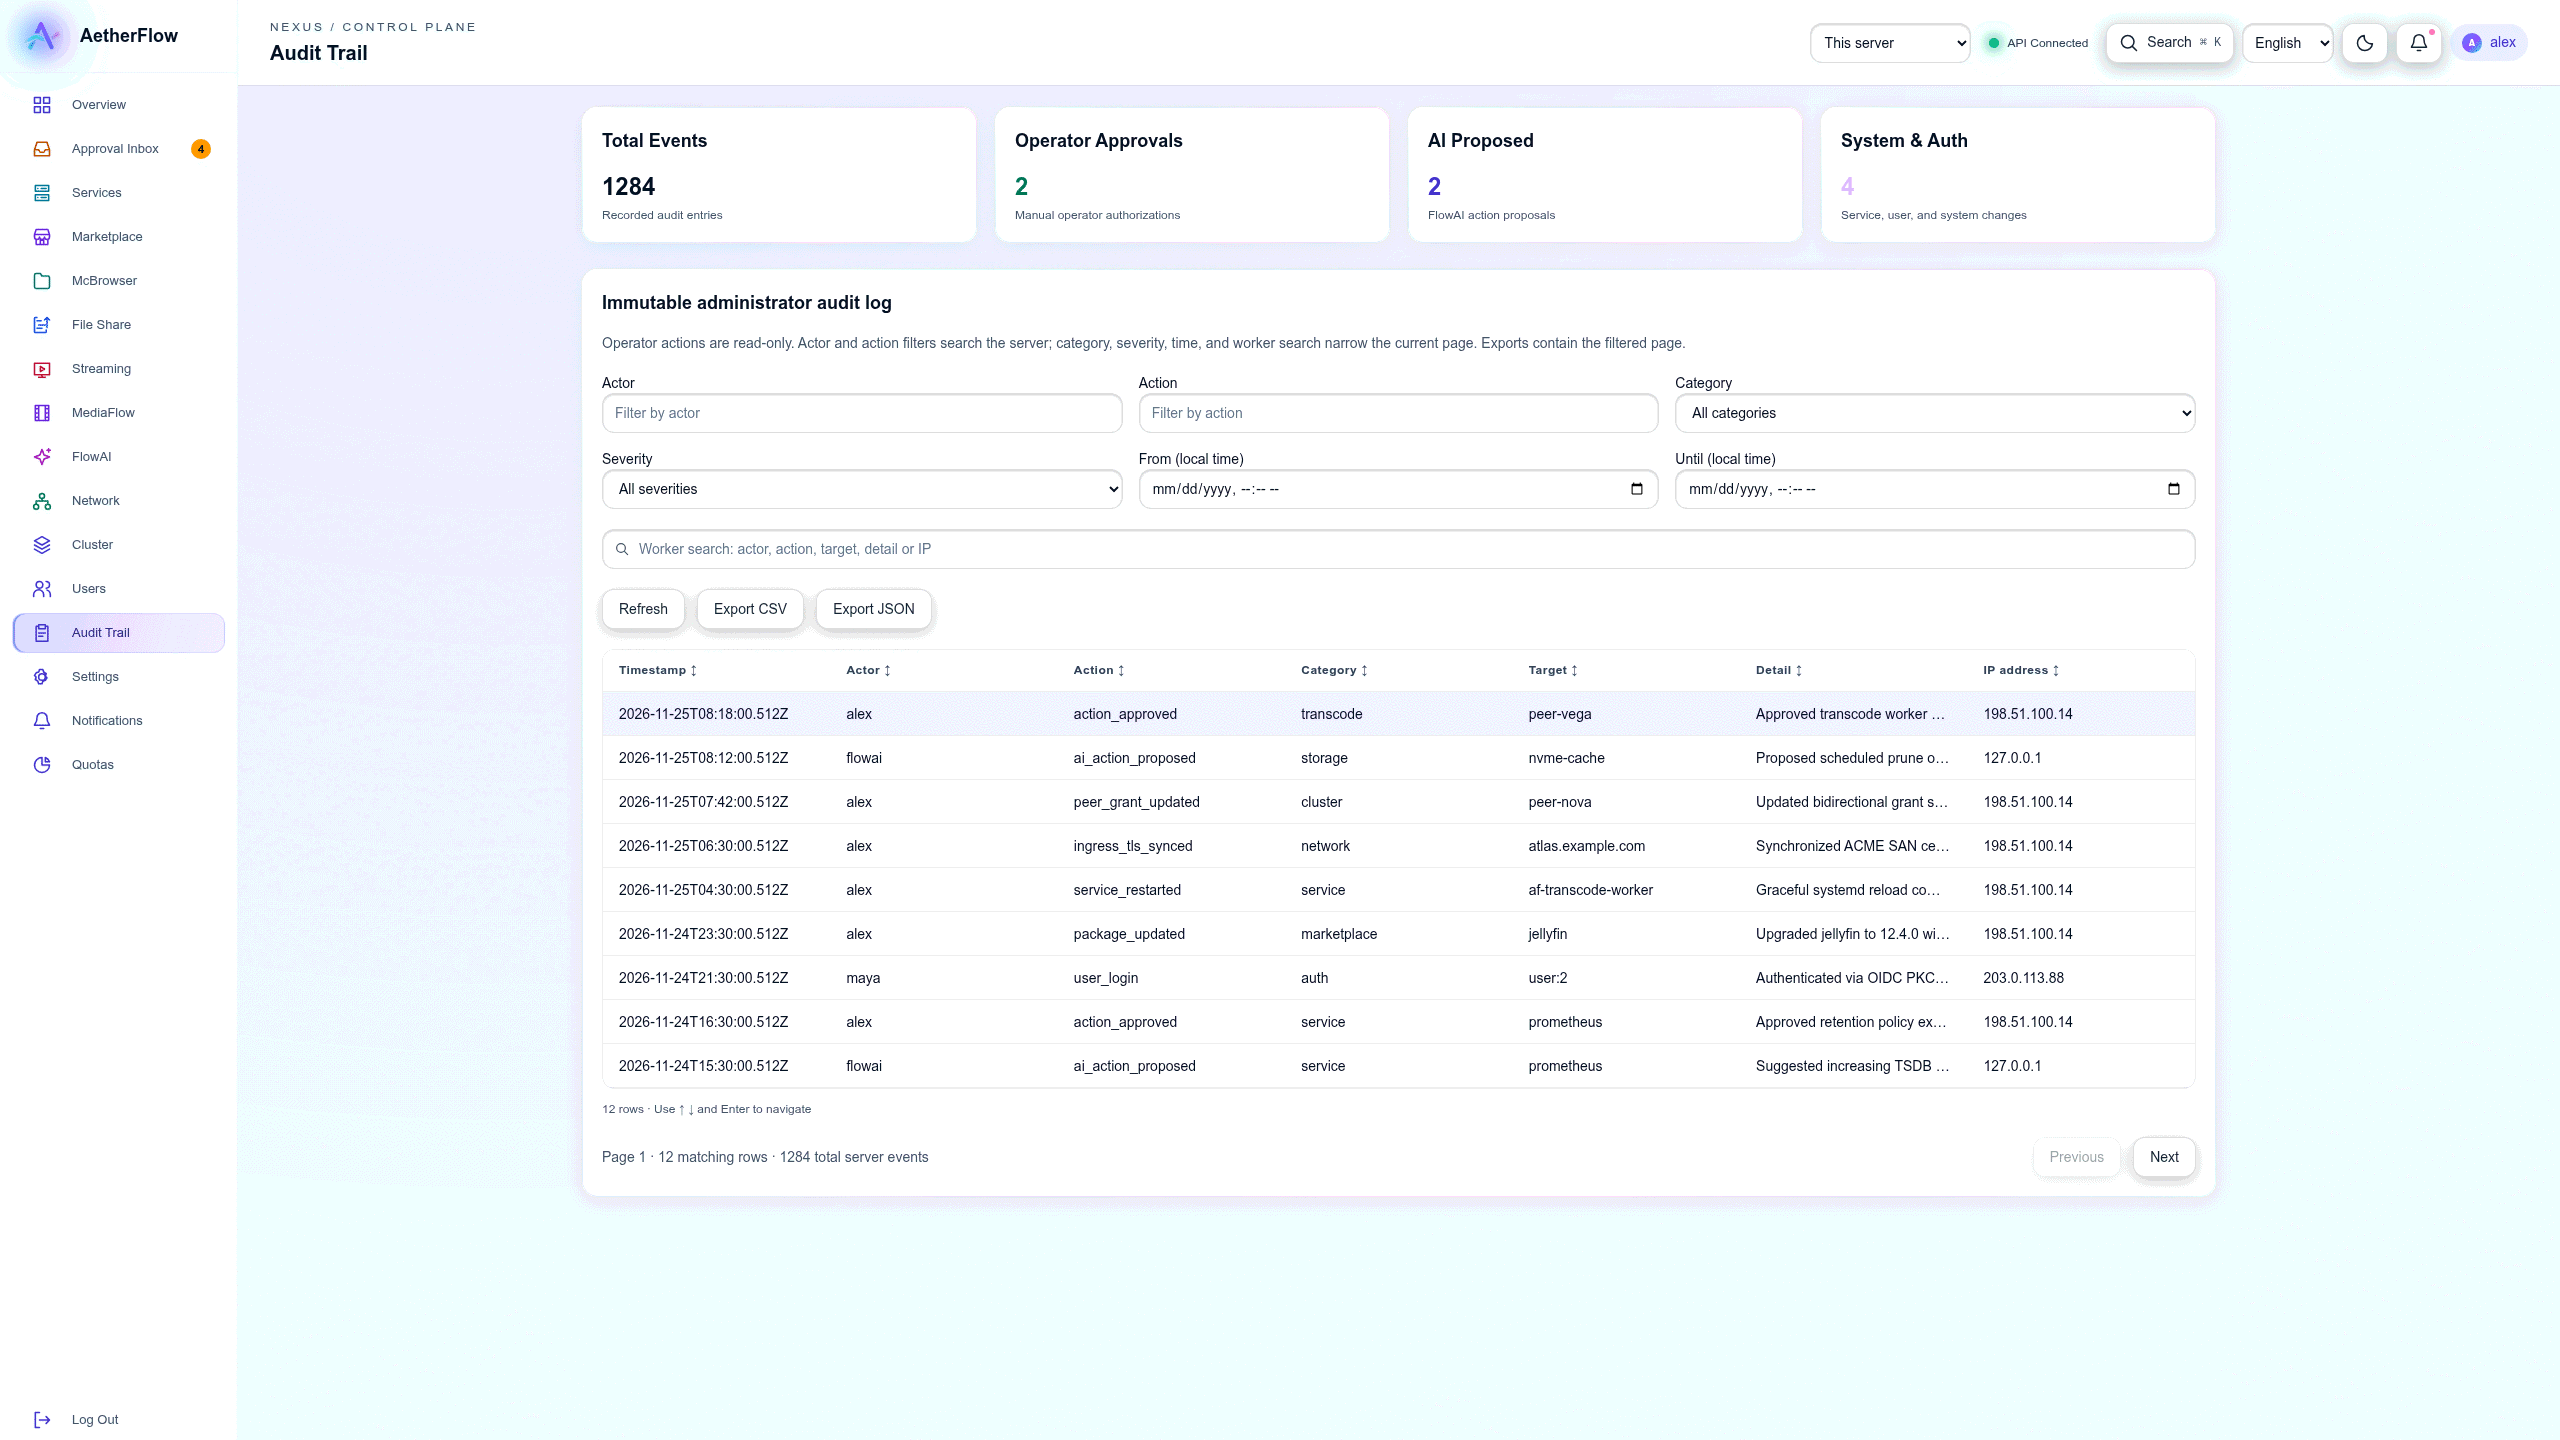 AetherFlow
NEXUS / CONTROL PLANE
Audit Trail
This server
API Connected
Search ⌘ K
English
A alex
Overview
Approval Inbox 4
Services
Marketplace
McBrowser
File Share
Streaming
MediaFlow
FlowAI
Network
Cluster
Users
Audit Trail
Settings
Notifications
Quotas
Log Out
Total Events
1284
Recorded audit entries
Operator Approvals
2
Manual operator authorizations
AI Proposed
2
FlowAI action proposals
System & Auth
4
Service, user, and system changes
Immutable administrator audit log
Operator actions are read-only. Actor and action filters search the server; category, severity, time, and worker search narrow the current page. Exports contain the filtered page.
Actor Action Category
Filter by actor Filter by action All categories
Severity From (local time) Until (local time)
All severities mm/dd/yyyy, --:-- -- mm/dd/yyyy, --:-- --
Worker search: actor, action, target, detail or IP
Refresh Export CSV Export JSON
Timestamp ↕ Actor ↕ Action ↕ Category ↕ Target ↕ Detail ↕ IP address ↕
2026-11-25T08:18:00.512Z alex action_approved transcode peer-vega Approved transcode worker … 198.51.100.14
2026-11-25T08:12:00.512Z flowai ai_action_proposed storage nvme-cache Proposed scheduled prune o… 127.0.0.1
2026-11-25T07:42:00.512Z alex peer_grant_updated cluster peer-nova Updated bidirectional grant s… 198.51.100.14
2026-11-25T06:30:00.512Z alex ingress_tls_synced network atlas.example.com Synchronized ACME SAN ce… 198.51.100.14
2026-11-25T04:30:00.512Z alex service_restarted service af-transcode-worker Graceful systemd reload co… 198.51.100.14
2026-11-24T23:30:00.512Z alex package_updated marketplace jellyfin Upgraded jellyfin to 12.4.0 wi… 198.51.100.14
2026-11-24T21:30:00.512Z maya user_login auth user:2 Authenticated via OIDC PKC… 203.0.113.88
2026-11-24T16:30:00.512Z alex action_approved service prometheus Approved retention policy ex… 198.51.100.14
2026-11-24T15:30:00.512Z flowai ai_action_proposed service prometheus Suggested increasing TSDB … 127.0.0.1
12 rows · Use ↑ ↓ and Enter to navigate
Page 1 · 12 matching rows · 1284 total server events
Previous Next